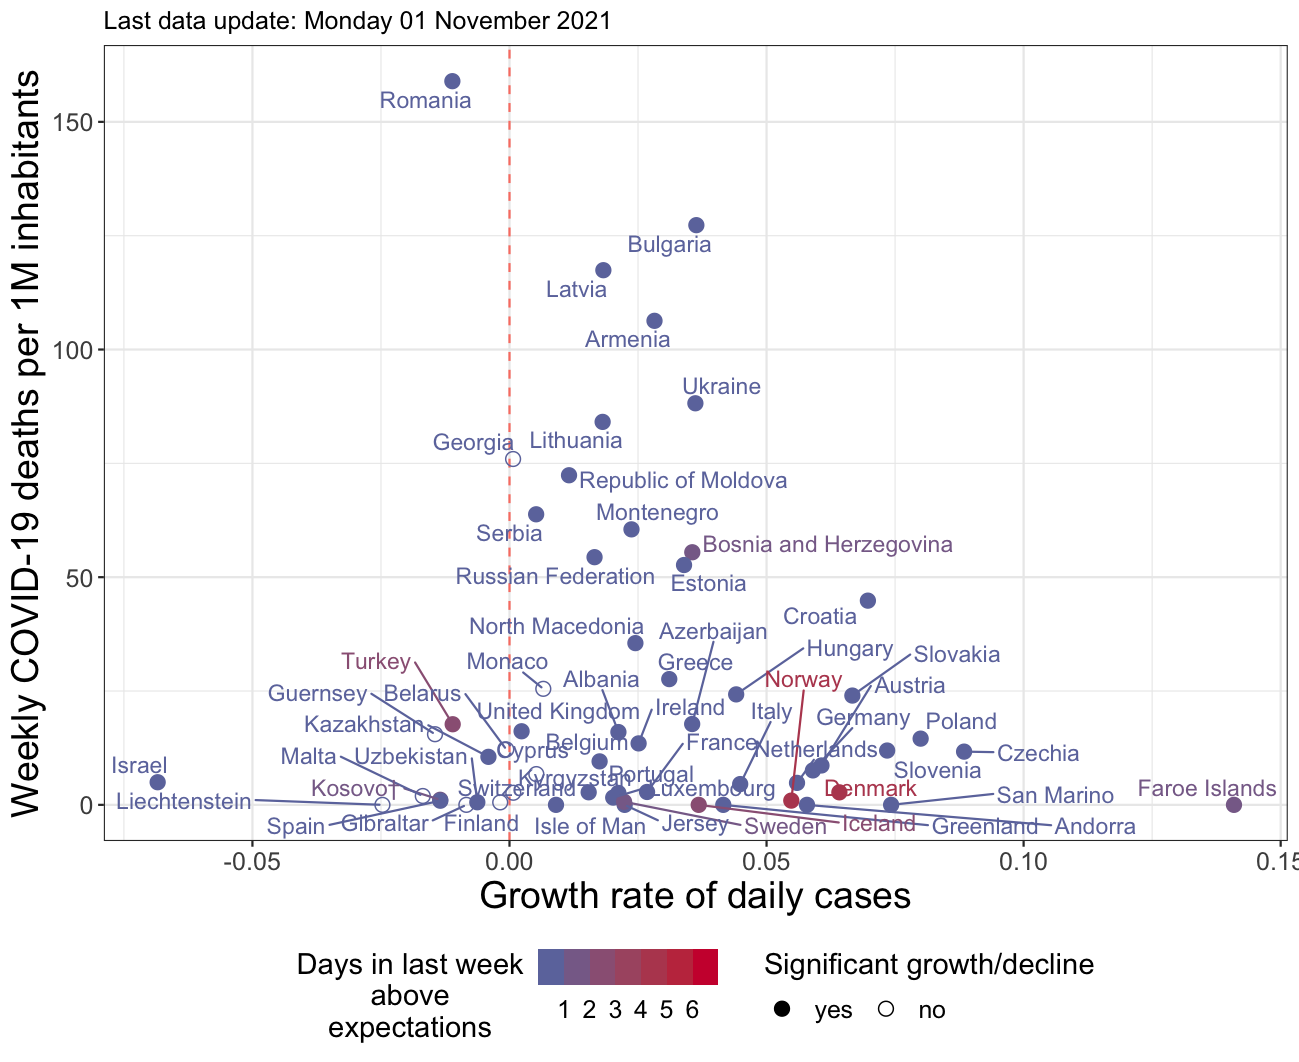 Last data update: Monday 01 November 2021
Weekly COVID-19 deaths per 1M inhabitants
150
100
50
0
Romania
Bulgaria
Latvia
Armenia
Ukraine
Georgia
Lithuania
Republic of Moldova
Montenegro
Serbia
Bosnia and Herzegovina
Russian Federation
Estonia
Croatia
North Macedonia
Azerbaijan
Hungary
Slovakia
Turkey
Monaco
Greece
Albania
Norway
Austria
Guernsey
Belarus
United Kingdom
Ireland
Italy
Germany
Poland
Kazakhstan
Malta
Uzbekistan
Cyprus
Belgium
France
Netherlands
Czechia
Israel
Slovenia
Kosovo†
Switzerland
Kyrgyzstan
Portugal
Luxembourg
Denmark
San Marino
Faroe Islands
Liechtenstein
Spain
Gibraltar
Finland
Isle of Man
Jersey
Sweden
Iceland
Greenland
Andorra
-0.05
0.00
0.05
0.10
0.15
Growth rate of daily cases
Days in last week
above
expectations
1 2 3 4 5 6
Significant growth/decline
yes
no